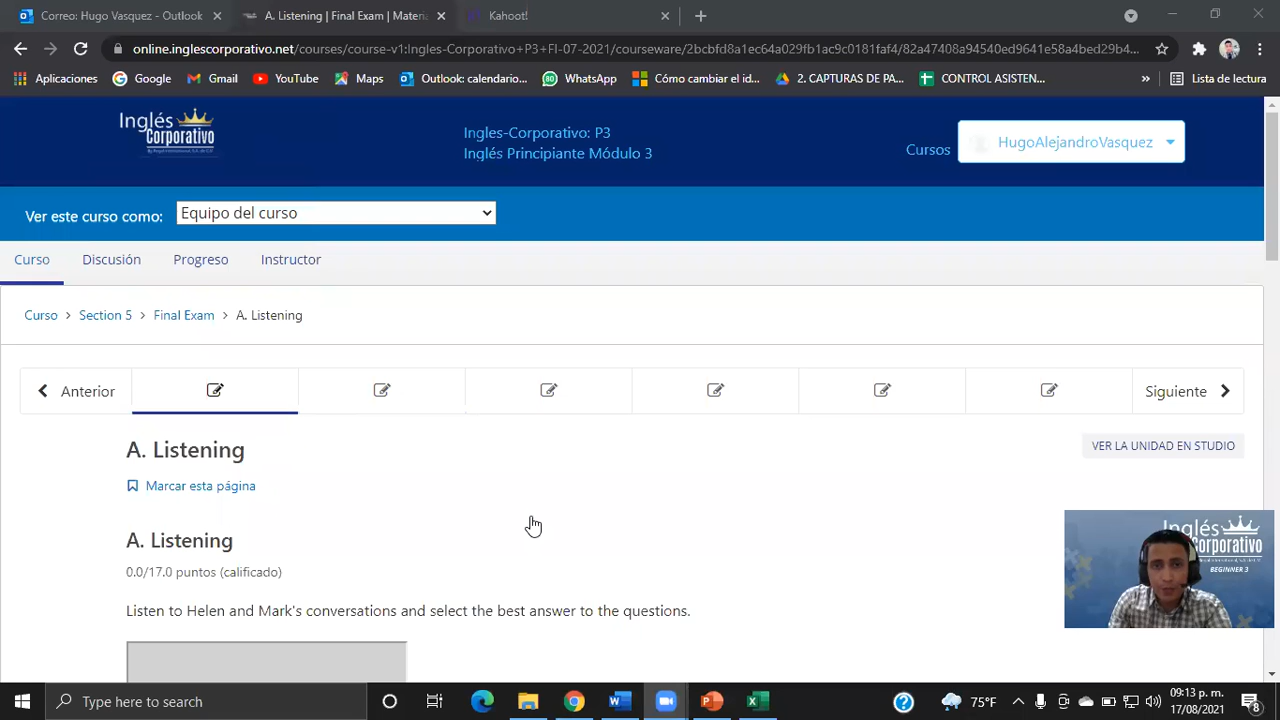 Correo: Hugo Vasquez - Outlook
A. Listening | Final Exam | Materia
Kahoot!
online.inglescorporativo.net/courses/course-v1:Ingles-Corporativo+P3+FI-07-2021/courseware/2bcbfd8a1ec64a029fb1ac9c0181faf4/82a47408a94540ed9641e58a4bed29b4...
Aplicaciones
Google
Gmail
YouTube
Maps
Outlook: calendario...
WhatsApp
Cómo cambiar el id...
2. CAPTURAS DE PA...
CONTROL ASISTEN...
»
Lista de lectura
Inglés
Corporativo
Ingles-Corporativo: P3
Inglés Principiante Módulo 3
Cursos
HugoAlejandroVasquez
Ver este curso como:
Equipo del curso
Curso
Discusión
Progreso
Instructor
Curso > Section 5 > Final Exam > A. Listening
Anterior
Siguiente
A. Listening
VER LA UNIDAD EN STUDIO
Marcar esta página
A. Listening
0.0/17.0 puntos (calificado)
Listen to Helen and Mark's conversations and select the best answer to the questions.
Inglés
Corporativo
BEGINNER 3
Type here to search
75°F
09:13 p. m.
17/08/2021
8